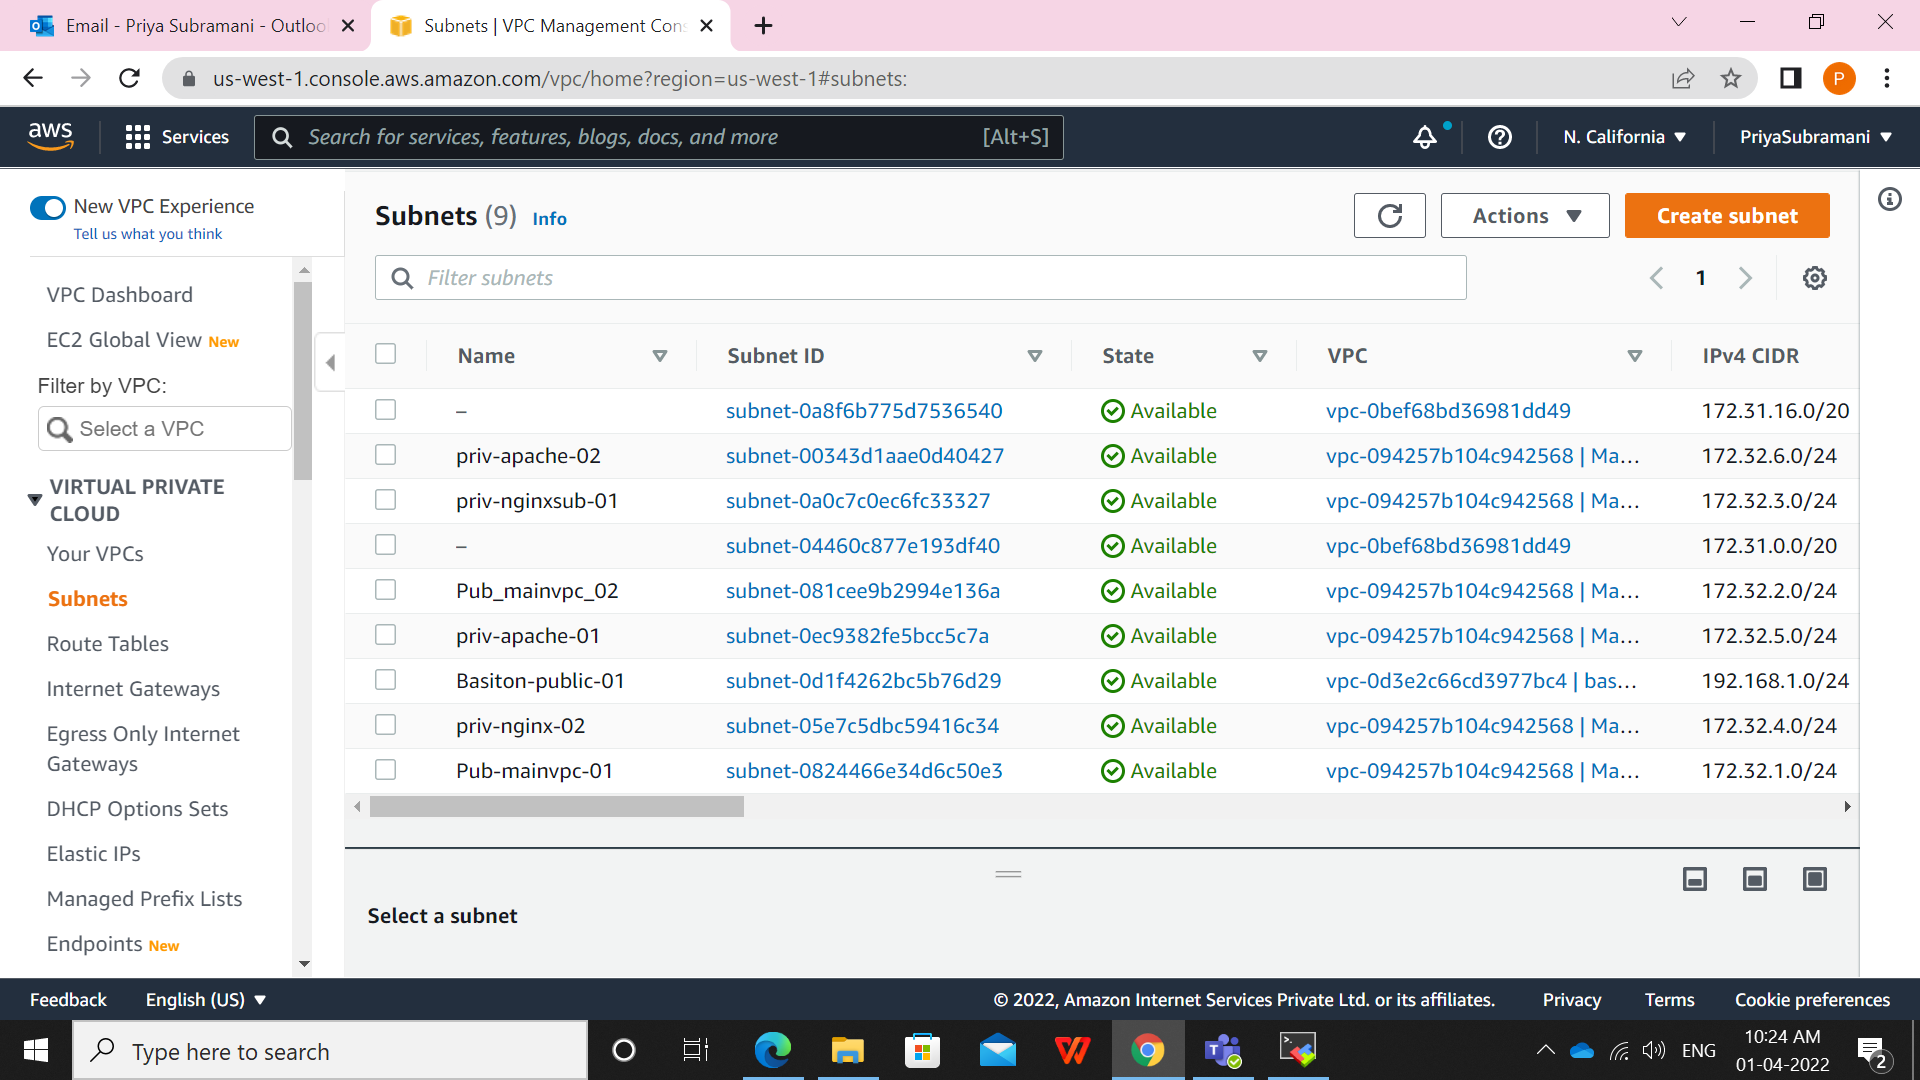 Email - Priya Subramani - Outloo
Subnets | VPC Management Con
us-west-1.console.aws.amazon.com/vpc/home?region=us-west-1#subnets:
P
aws
Services
Search for services, features, blogs, docs, and more
[Alt+S]
N. California
PriyaSubramani
New VPC Experience
Tell us what you think
VPC Dashboard
EC2 Global View New
Filter by VPC:
Select a VPC
VIRTUAL PRIVATE
CLOUD
Your VPCs
Subnets
Route Tables
Internet Gateways
Egress Only Internet
Gateways
DHCP Options Sets
Elastic IPs
Managed Prefix Lists
Endpoints New
Subnets (9) Info
Actions
Create subnet
Filter subnets
1
Name Subnet ID State VPC IPv4 CIDR
– subnet-0a8f6b775d7536540 Available vpc-0bef68bd36981dd49 172.31.16.0/20
priv-apache-02 subnet-00343d1aae0d40427 Available vpc-094257b104c942568 | Ma... 172.32.6.0/24
priv-nginxsub-01 subnet-0a0c7c0ec6fc33327 Available vpc-094257b104c942568 | Ma... 172.32.3.0/24
– subnet-04460c877e193df40 Available vpc-0bef68bd36981dd49 172.31.0.0/20
Pub_mainvpc_02 subnet-081cee9b2994e136a Available vpc-094257b104c942568 | Ma... 172.32.2.0/24
priv-apache-01 subnet-0ec9382fe5bcc5c7a Available vpc-094257b104c942568 | Ma... 172.32.5.0/24
Basiton-public-01 subnet-0d1f4262bc5b76d29 Available vpc-0d3e2c66cd3977bc4 | bas... 192.168.1.0/24
priv-nginx-02 subnet-05e7c5dbc59416c34 Available vpc-094257b104c942568 | Ma... 172.32.4.0/24
Pub-mainvpc-01 subnet-0824466e34d6c50e3 Available vpc-094257b104c942568 | Ma... 172.32.1.0/24
Select a subnet
Feedback
English (US)
© 2022, Amazon Internet Services Private Ltd. or its affiliates.
Privacy
Terms
Cookie preferences
Type here to search
ENG
10:24 AM
01-04-2022
2